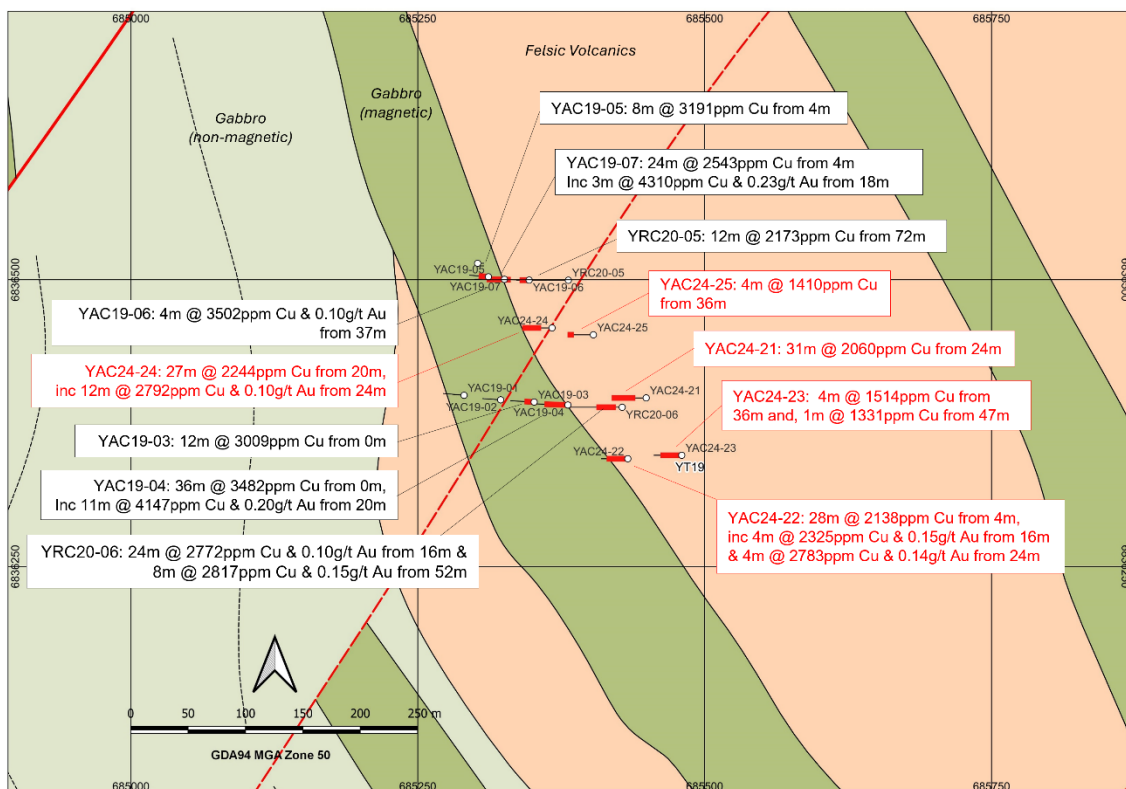 685000
685250
685500
685750
Felsic Volcanics
Gabbro
(magnetic)
Gabbro
(non-magnetic)
YAC19-05: 8m @ 3191ppm Cu from 4m
YAC19-07: 24m @ 2543ppm Cu from 4m
Inc 3m @ 4310ppm Cu & 0.23g/t Au from 18m
YRC20-05: 12m @ 2173ppm Cu from 72m
6836500
6836500
YAC19-05
YAC19-07
YAC19-06
YRC20-05
YAC24-25: 4m @ 1410ppm Cu
from 36m
YAC19-06: 4m @ 3502ppm Cu & 0.10g/t Au
from 37m
YAC24-24
YAC24-25
YAC24-21: 31m @ 2060ppm Cu from 24m
YAC24-24: 27m @ 2244ppm Cu from 20m,
inc 12m @ 2792ppm Cu & 0.10g/t Au from 24m
YAC19-01
YAC19-02
YAC19-03
YAC19-04
YAC24-21
YRC20-06
YAC24-23: 4m @ 1514ppm Cu from
36m and, 1m @ 1331ppm Cu from 47m
YAC19-03: 12m @ 3009ppm Cu from 0m
YAC24-22
YAC24-23
YT19
YAC19-04: 36m @ 3482ppm Cu from 0m,
Inc 11m @ 4147ppm Cu & 0.20g/t Au from 20m
YAC24-22: 28m @ 2138ppm Cu from 4m,
inc 4m @ 2325ppm Cu & 0.15g/t Au from 16m
& 4m @ 2783ppm Cu & 0.14g/t Au from 24m
YRC20-06: 24m @ 2772ppm Cu & 0.10g/t Au from 16m &
8m @ 2817ppm Cu & 0.15g/t Au from 52m
6836250
6836250
0 50 100 150 200 250 m
GDA94 MGA Zone 50
685000
685250
685500
685750